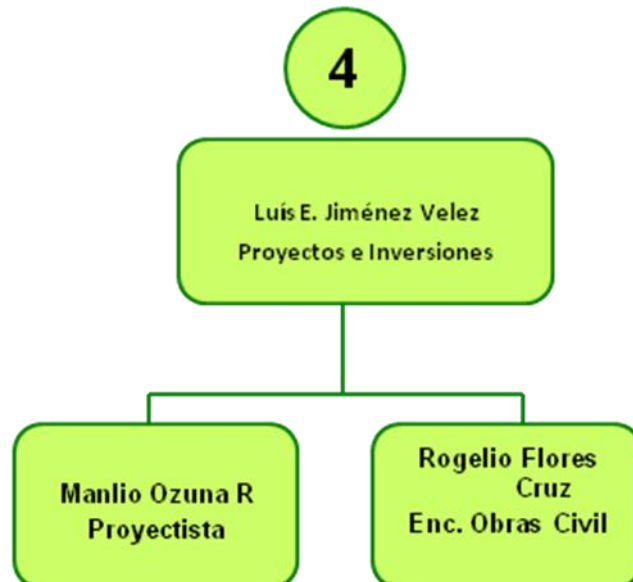 4
Luís E. Jiménez Velez
Proyectos e Inversiones
Manlio Ozuna R
Proyectista
Rogelio Flores
Cruz
Enc. Obras Civil